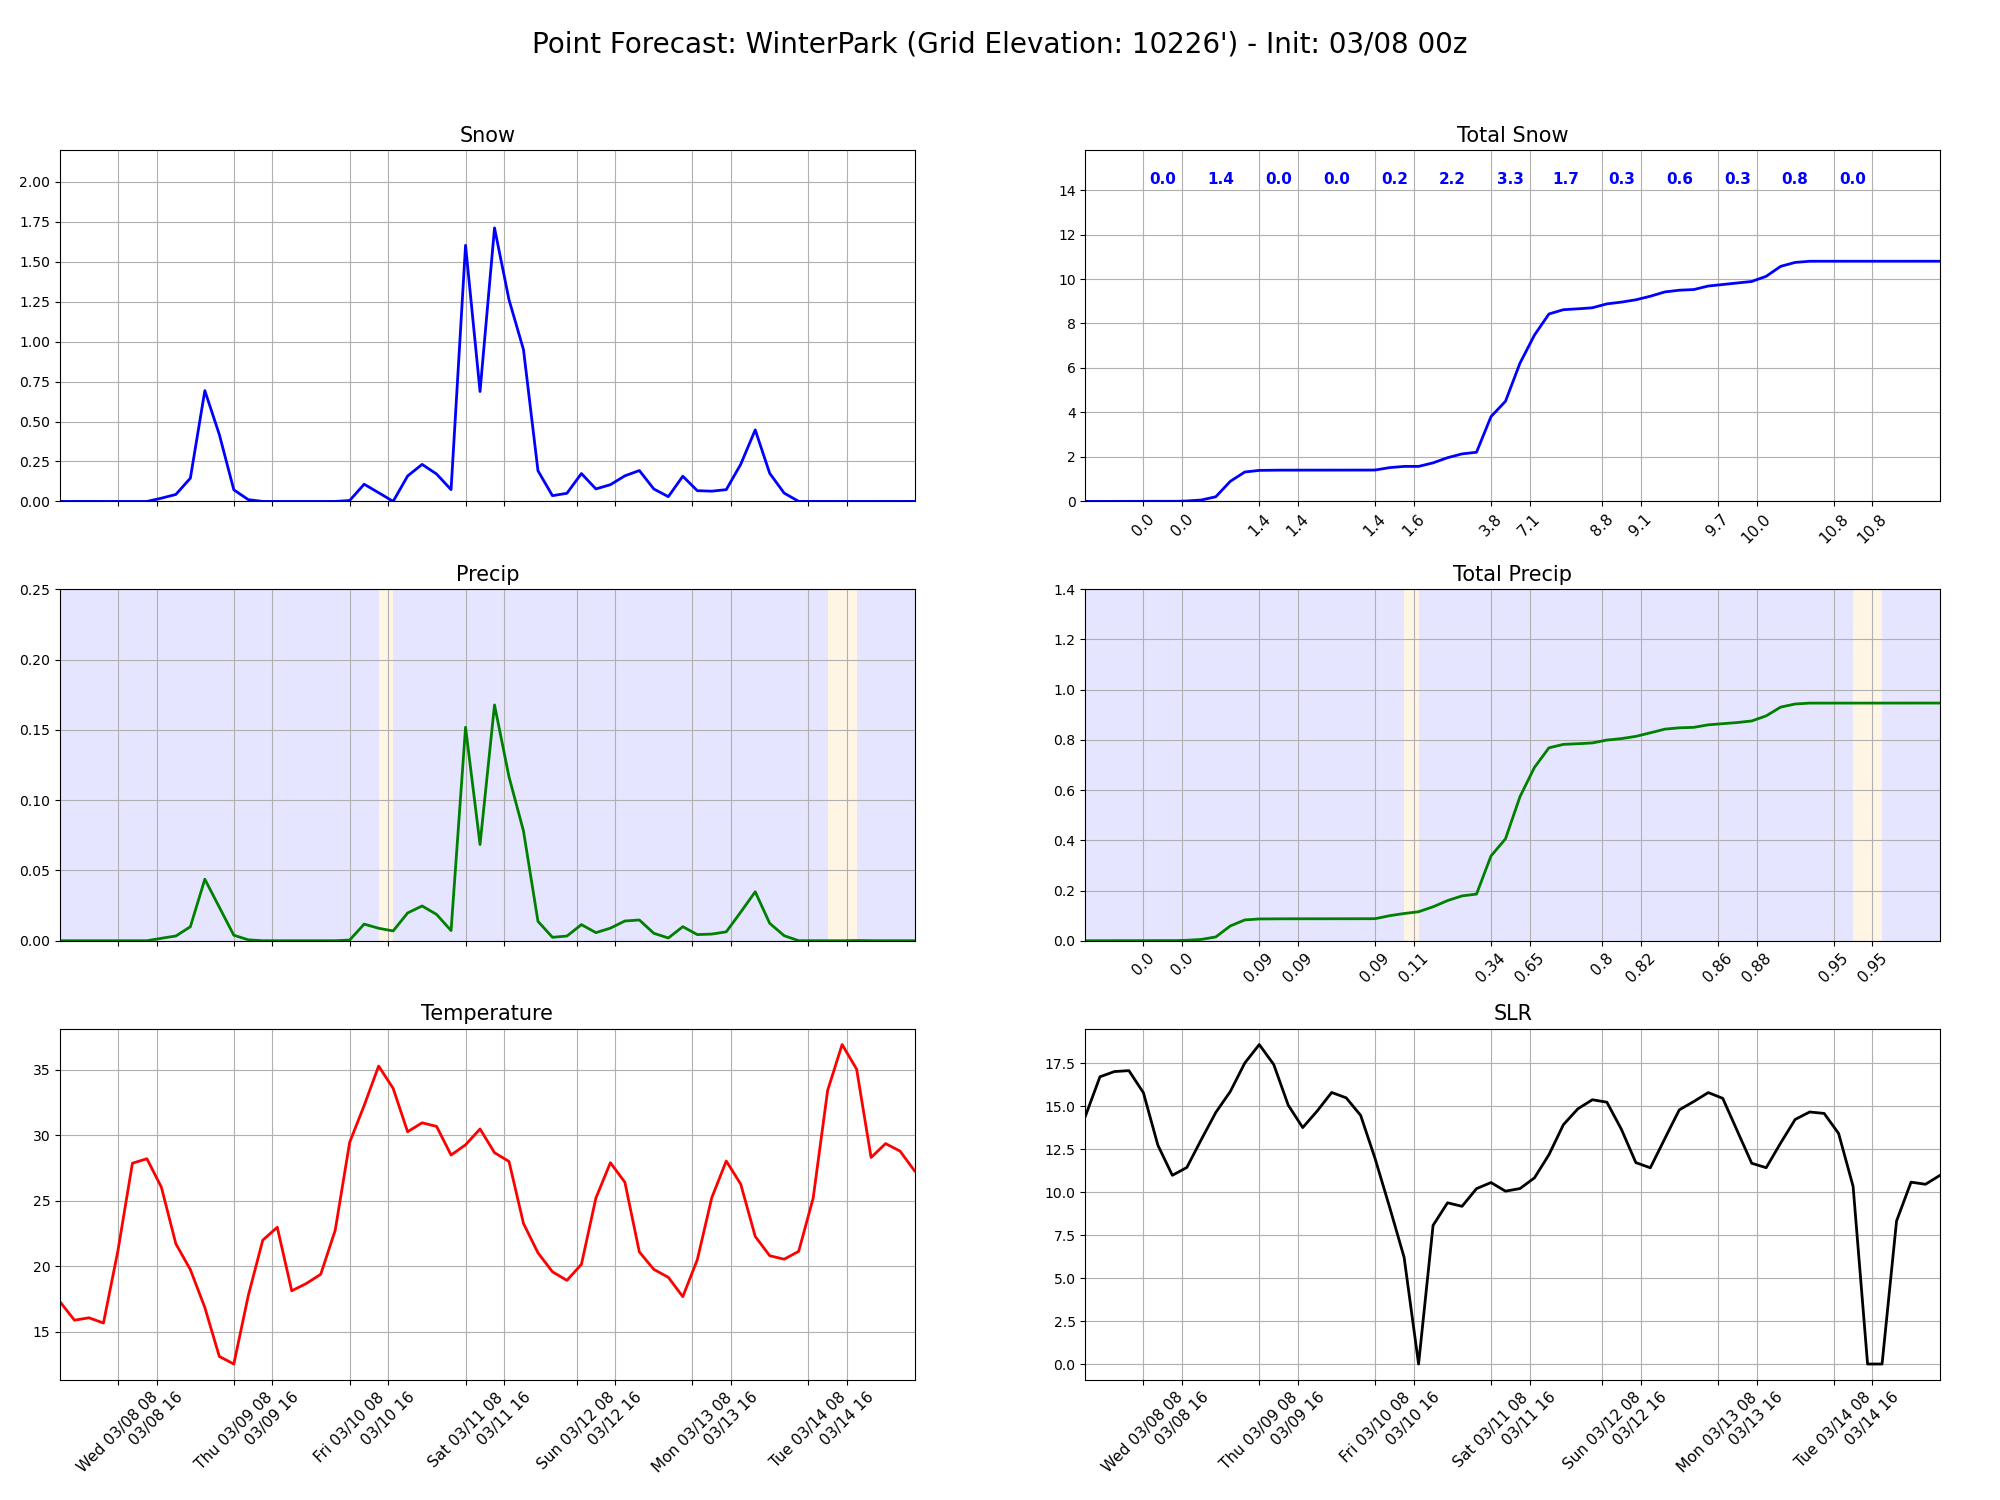 Point Forecast: WinterPark (Grid Elevation: 10226') - Init: 03/08 00z
Snow
2.00
1.75
1.50
1.25
1.00
0.75
0.50
0.25
0.00
Total Snow
0.0 1.4 0.0 0.0 0.2 2.2 3.3 1.7 0.3 0.6 0.3 0.8 0.0
14
12
10
8
6
4
2
0
0.0 0.0 1.4 1.4 1.4 1.6 3.8 7.1 8.8 9.1 9.7 10.0 10.8 10.8
Precip
0.25
0.20
0.15
0.10
0.05
0.00
Total Precip
1.4
1.2
1.0
0.8
0.6
0.4
0.2
0.0
0.0 0.0 0.09 0.09 0.09 0.11 0.34 0.65 0.8 0.82 0.86 0.88 0.95 0.95
Temperature
35
30
25
20
15
Wed 03/08 08
03/08 16
Thu 03/09 08
03/09 16
Fri 03/10 08
03/10 16
Sat 03/11 08
03/11 16
Sun 03/12 08
03/12 16
Mon 03/13 08
03/13 16
Tue 03/14 08
03/14 16
SLR
17.5
15.0
12.5
10.0
7.5
5.0
2.5
0.0
Wed 03/08 08
03/08 16
Thu 03/09 08
03/09 16
Fri 03/10 08
03/10 16
Sat 03/11 08
03/11 16
Sun 03/12 08
03/12 16
Mon 03/13 08
03/13 16
Tue 03/14 08
03/14 16